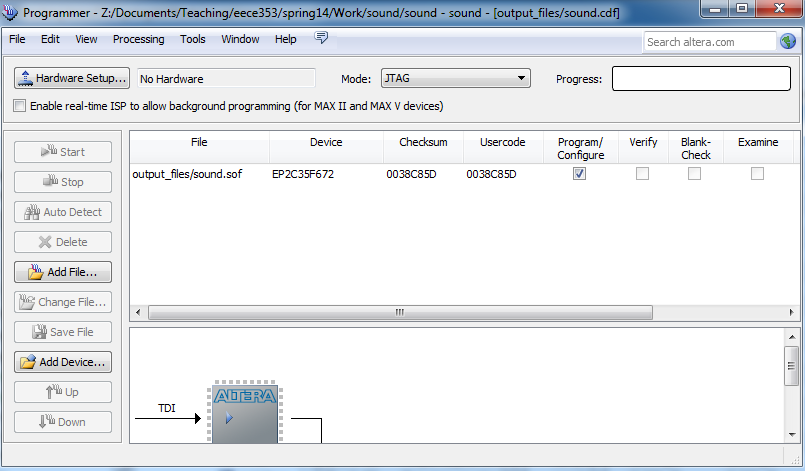 Programmer - Z:/Documents/Teaching/eece353/spring14/Work/sound/sound - sound - [output_files/sound.cdf]
File Edit View Processing Tools Window Help Search altera.com
Hardware Setup... No Hardware Mode: JTAG Progress:
Enable real-time ISP to allow background programming (for MAX II and MAX V devices)
Start
Stop
Auto Detect
Delete
Add File...
Change File...
Save File
Add Device...
Up
Down
File Device Checksum Usercode Program/ Verify Blank- Examine
Configure Check
output_files/sound.sof EP2C35F672 0038C85D 0038C85D
TDI
ALTERA